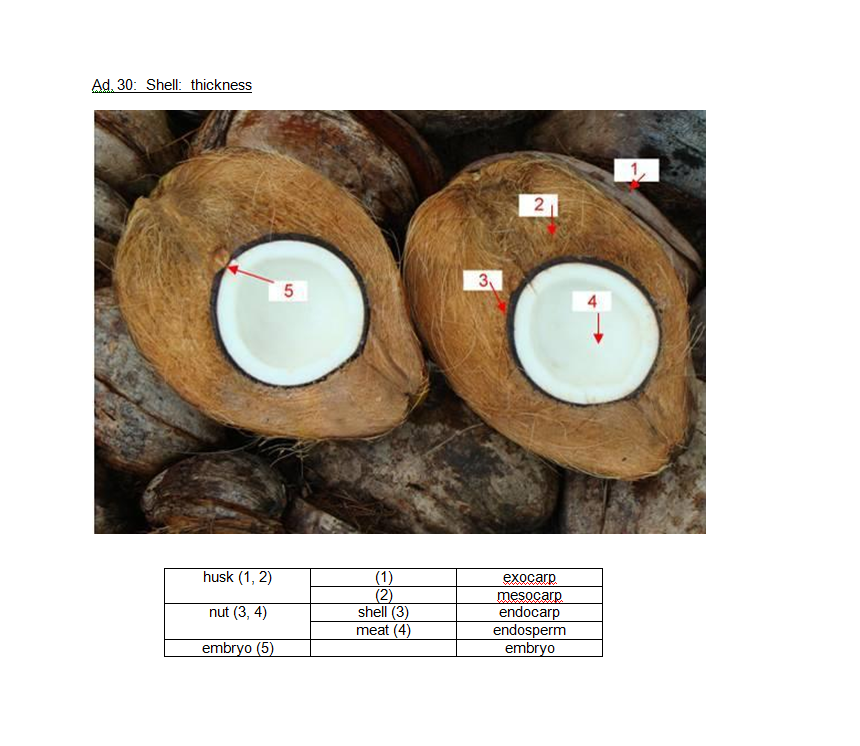 Ad. 30: Shell: thickness
1
2
3
4
5
husk (1, 2) (1) exocarp
(2) mesocarp
nut (3, 4) shell (3) endocarp
meat (4) endosperm
embryo (5) embryo